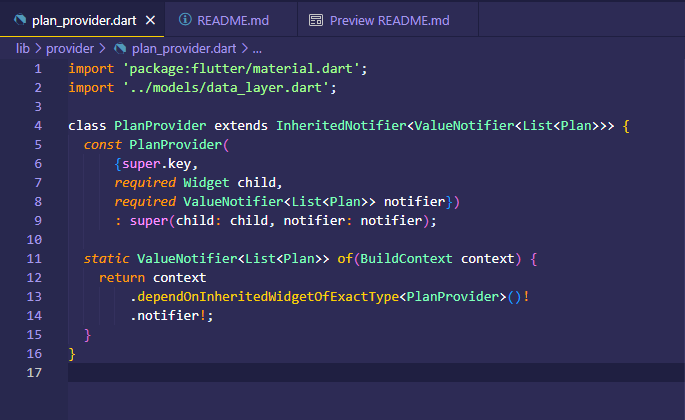 plan_provider.dart README.md Preview README.md
lib > provider > plan_provider.dart > ...
1 import 'package:flutter/material.dart';
2 import '../models/data_layer.dart';
3
4 class PlanProvider extends InheritedNotifier<ValueNotifier<List<Plan>>> {
5   const PlanProvider(
6       {super.key,
7       required Widget child,
8       required ValueNotifier<List<Plan>> notifier})
9       : super(child: child, notifier: notifier);
10
11   static ValueNotifier<List<Plan>> of(BuildContext context) {
12     return context
13         .dependOnInheritedWidgetOfExactType<PlanProvider>()!
14         .notifier!;
15   }
16 }
17